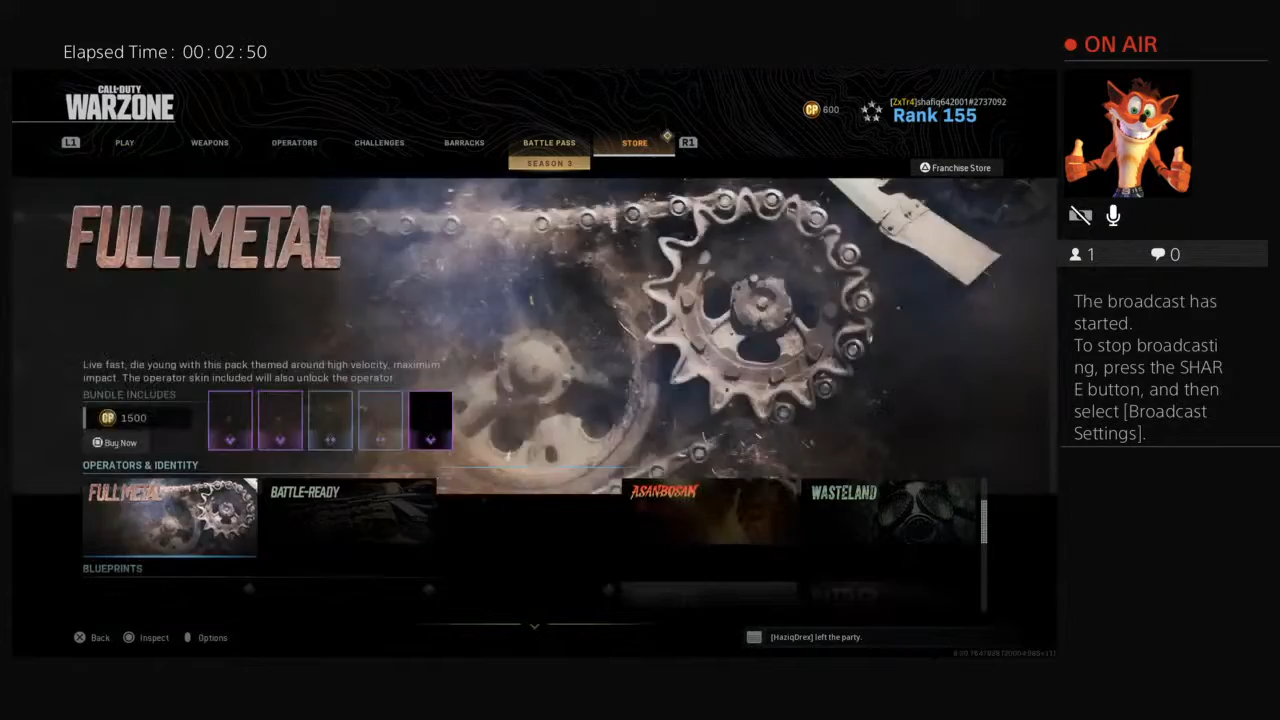 Elapsed Time: 00:02:50
ON AIR
CALL OF DUTY
WARZONE
CP 600
[ZxTr4]shafiq642001#2737092
Rank 155
L1 PLAY WEAPONS OPERATORS CHALLENGES BARRACKS BATTLE PASS STORE R1
SEASON 3
Franchise Store
FULL METAL
1
0
The broadcast has
started.
To stop broadcasti
ng, press the SHAR
E button, and then
select [Broadcast
Settings].
Live fast, die young with this pack themed around high velocity, maximum
impact. The operator skin included will also unlock the operator
BUNDLE INCLUDES
CP 1500
Buy Now
OPERATORS & IDENTITY
FULL METAL
BATTLE-READY
ASANBOSAM
WASTELAND
BLUEPRINTS
Back Inspect Options
[HaziqDrex] left the party.